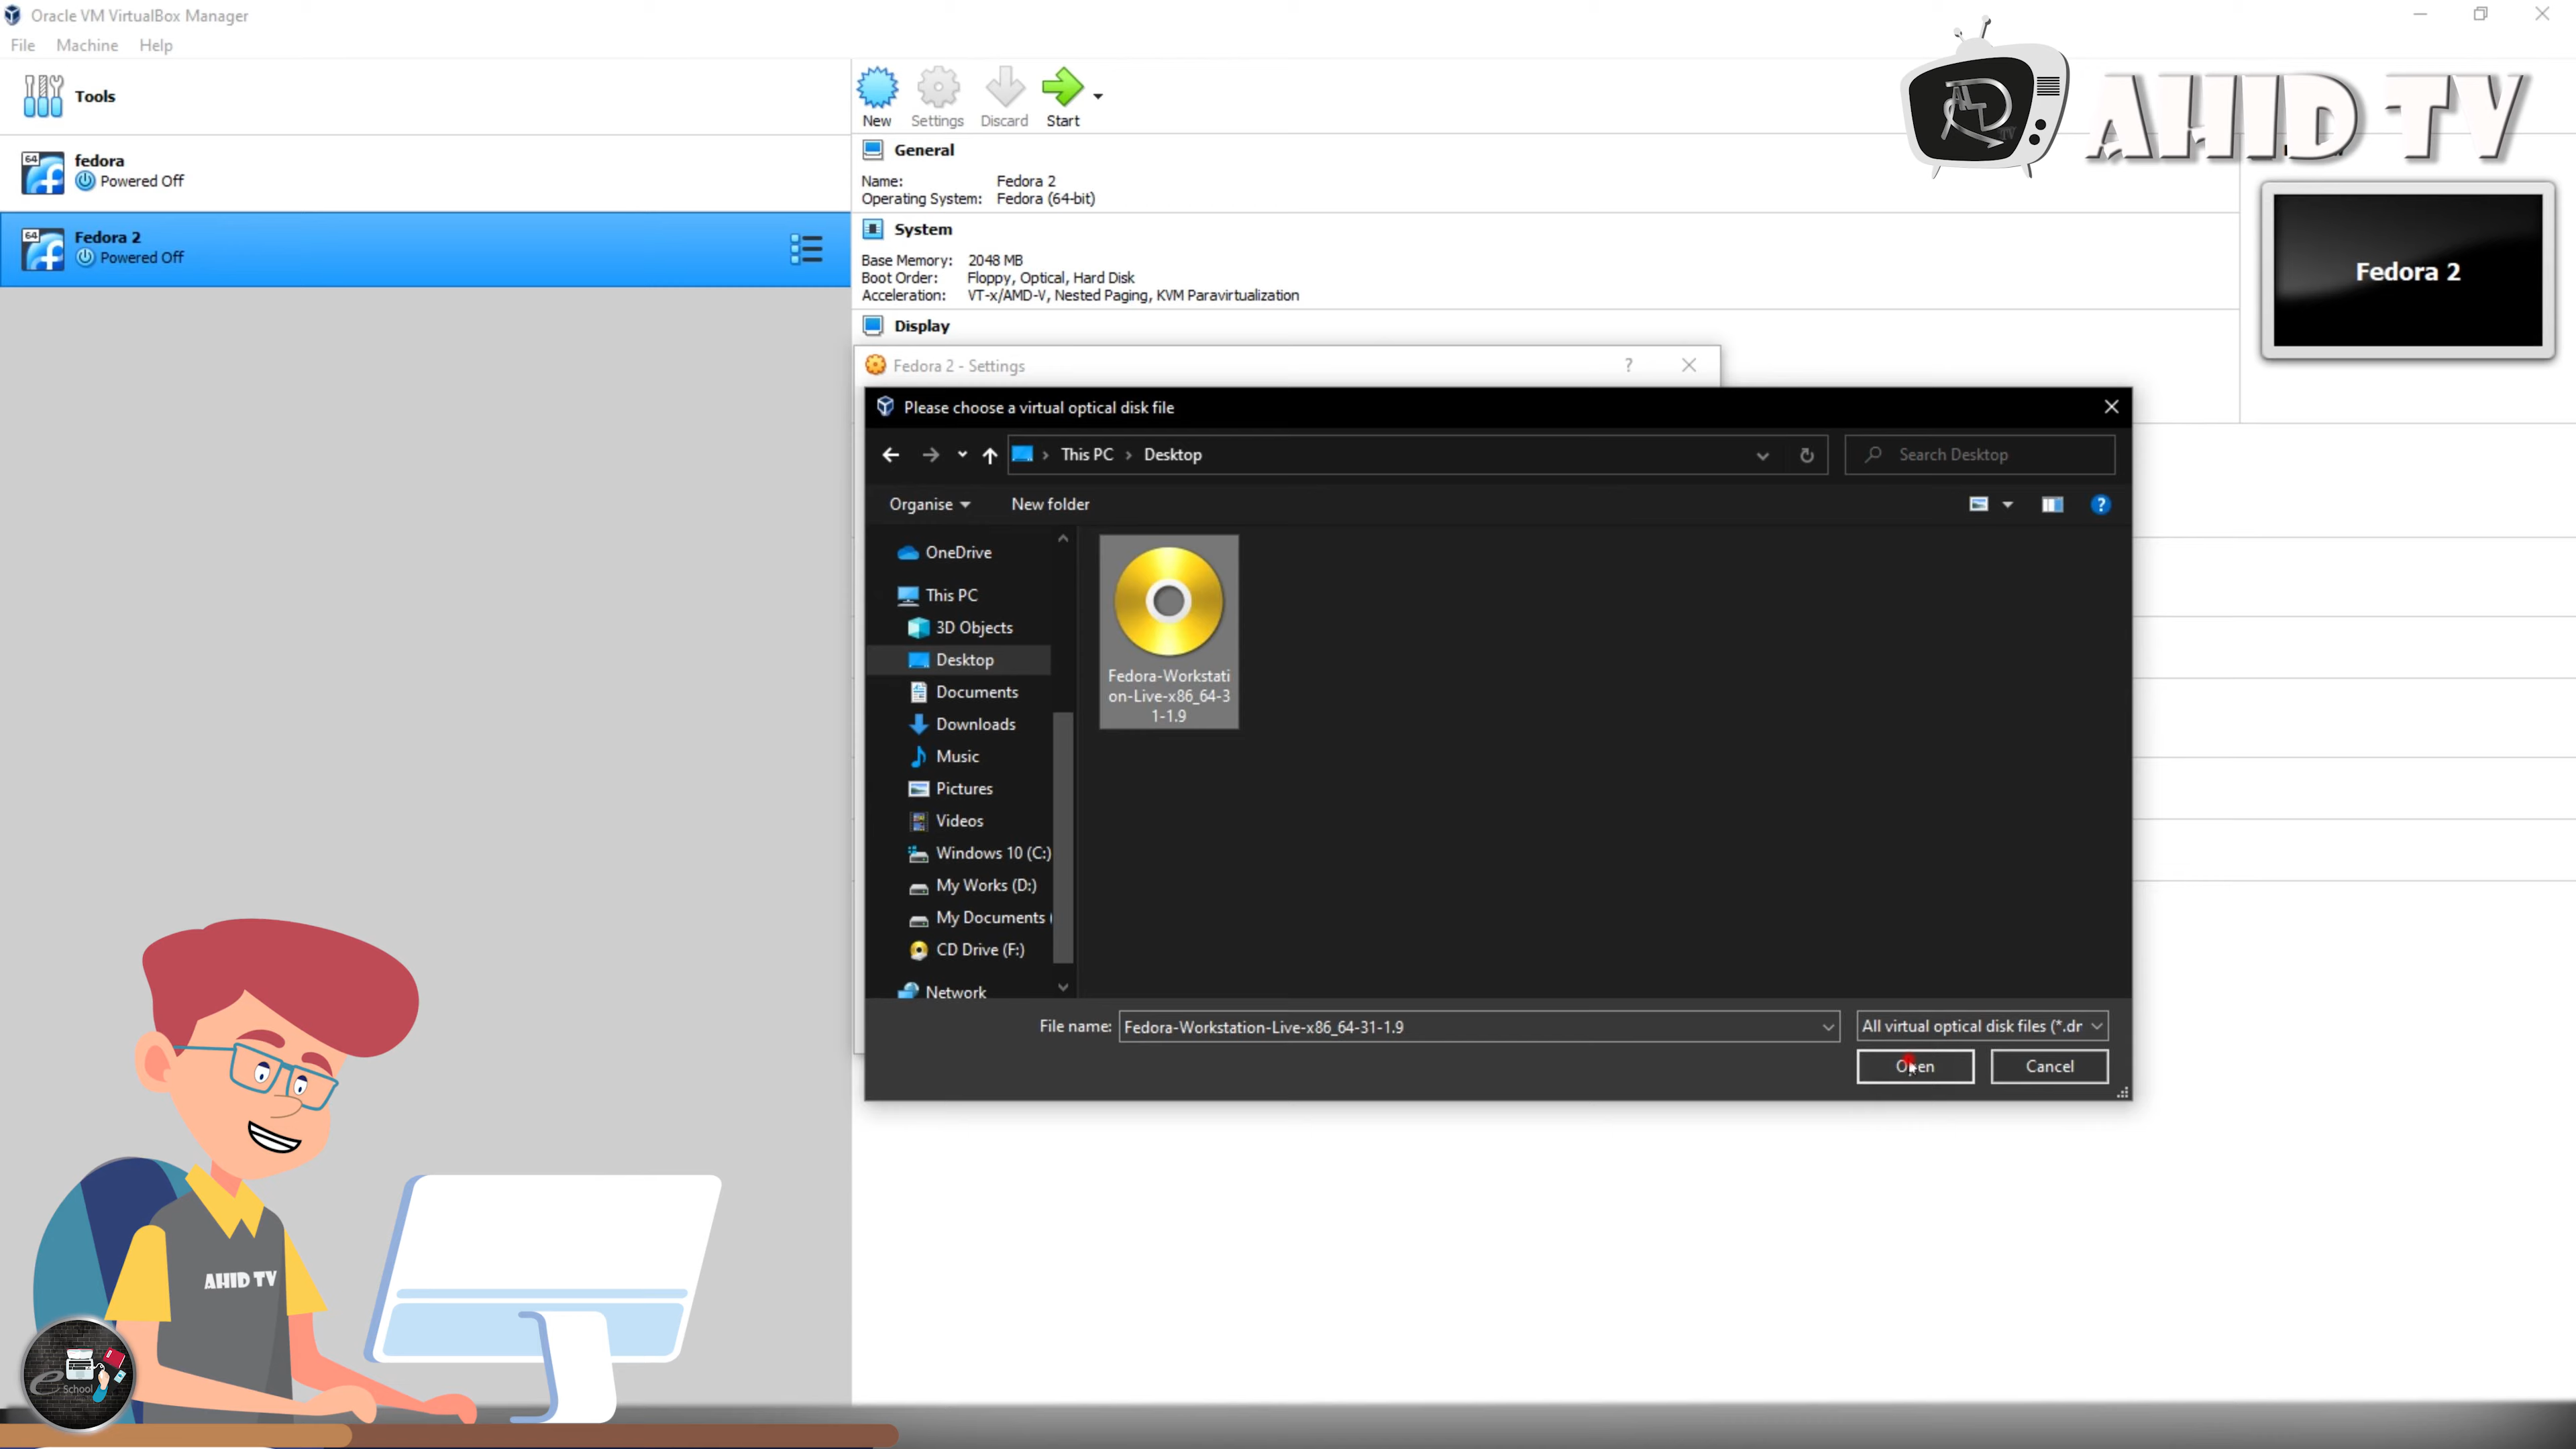 Oracle VM VirtualBox Manager
File Machine Help
Tools
64 fedora
Powered Off
64 Fedora 2
Powered Off
New Settings Discard Start
General
Name: Fedora 2
Operating System: Fedora (64-bit)
System
Base Memory: 2048 MB
Boot Order: Floppy, Optical, Hard Disk
Acceleration: VT-x/AMD-V, Nested Paging, KVM Paravirtualization
Display
AHID TV
Fedora 2
Fedora 2 - Settings
?
Please choose a virtual optical disk file
This PC > Desktop
Search Desktop
Organise New folder
?
OneDrive
This PC
3D Objects
Desktop
Documents
Downloads
Music
Pictures
Videos
Windows 10 (C:)
My Works (D:)
My Documents (
CD Drive (F:)
Network
Fedora-Workstati
on-Live-x86_64-3
1-1.9
File name: Fedora-Workstation-Live-x86_64-31-1.9
All virtual optical disk files (*.dr
Open Cancel
AHID TV
e School